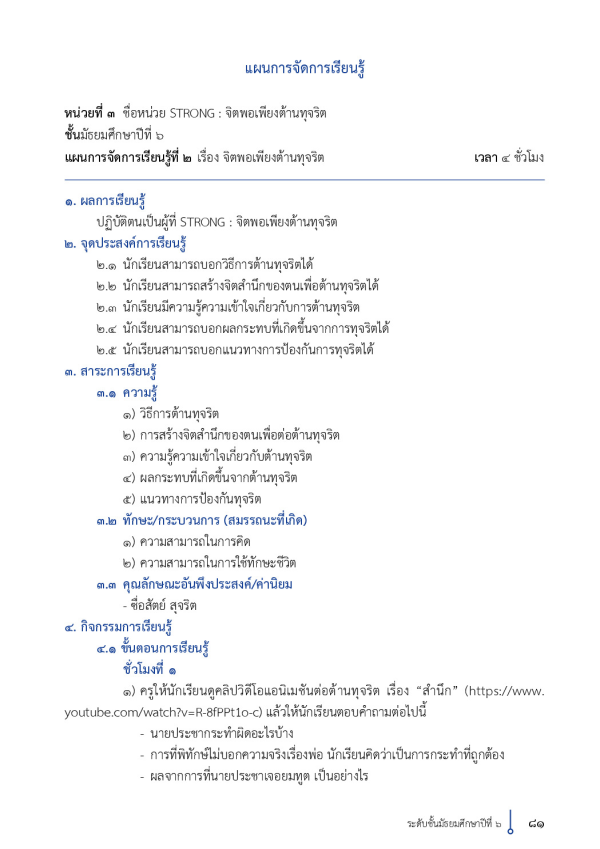 แผนการจัดการเรียนรู้
หน่วยที่ ๓ ชื่อหน่วย STRONG : จิตพอเพียงต้านทุจริต
ชั้นมัธยมศึกษาปีที่ ๖
แผนการจัดการเรียนรู้ที่ ๒ เรื่อง จิตพอเพียงต้านทุจริต เวลา ๔ ชั่วโมง
๑. ผลการเรียนรู้
ปฏิบัติตนเป็นผู้ที่ STRONG : จิตพอเพียงต้านทุจริต
๒. จุดประสงค์การเรียนรู้
๒.๑ นักเรียนสามารถบอกวิธีการต้านทุจริตได้
๒.๒ นักเรียนสามารถสร้างจิตสำนึกของตนเพื่อต้านทุจริตได้
๒.๓ นักเรียนมีความรู้ความเข้าใจเกี่ยวกับการต้านทุจริต
๒.๔ นักเรียนสามารถบอกผลกระทบที่เกิดขึ้นจากการทุจริตได้
๒.๕ นักเรียนสามารถบอกแนวทางการป้องกันการทุจริตได้
๓. สาระการเรียนรู้
๓.๑ ความรู้
๑) วิธีการต้านทุจริต
๒) การสร้างจิตสำนึกของตนเพื่อต่อต้านทุจริต
๓) ความรู้ความเข้าใจเกี่ยวกับต้านทุจริต
๔) ผลกระทบที่เกิดขึ้นจากต้านทุจริต
๕) แนวทางการป้องกันทุจริต
๓.๒ ทักษะ/กระบวนการ (สมรรถนะที่เกิด)
๑) ความสามารถในการคิด
๒) ความสามารถในการใช้ทักษะชีวิต
๓.๓ คุณลักษณะอันพึงประสงค์/ค่านิยม
- ซื่อสัตย์ สุจริต
๔. กิจกรรมการเรียนรู้
๔.๑ ขั้นตอนการเรียนรู้
ชั่วโมงที่ ๑
๑) ครูให้นักเรียนดูคลิปวิดีโอแอนิเมชันต่อต้านทุจริต เรื่อง “สำนึก” (https://www.
youtube.com/watch?v=R-8fPPt1o-c) แล้วให้นักเรียนตอบคำถามต่อไปนี้
- นายประชากระทำผิดอะไรบ้าง
- การที่พิทักษ์ไม่บอกความจริงเรื่องพ่อ นักเรียนคิดว่าเป็นการกระทำที่ถูกต้อง
- ผลจากการที่นายประชาเจอยมทูต เป็นอย่างไร
ระดับชั้นมัธยมศึกษาปีที่ ๖ ๘๑